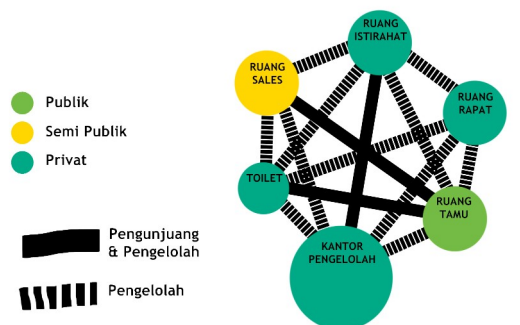 RUANG
ISTIRAHAT
RUANG
SALES
RUANG
RAPAT
Publik
Semi Publik
Privat
TOILET
RUANG
TAMU
Pengunjuang
& Pengelolah
KANTOR
PENGELOLAH
Pengelolah